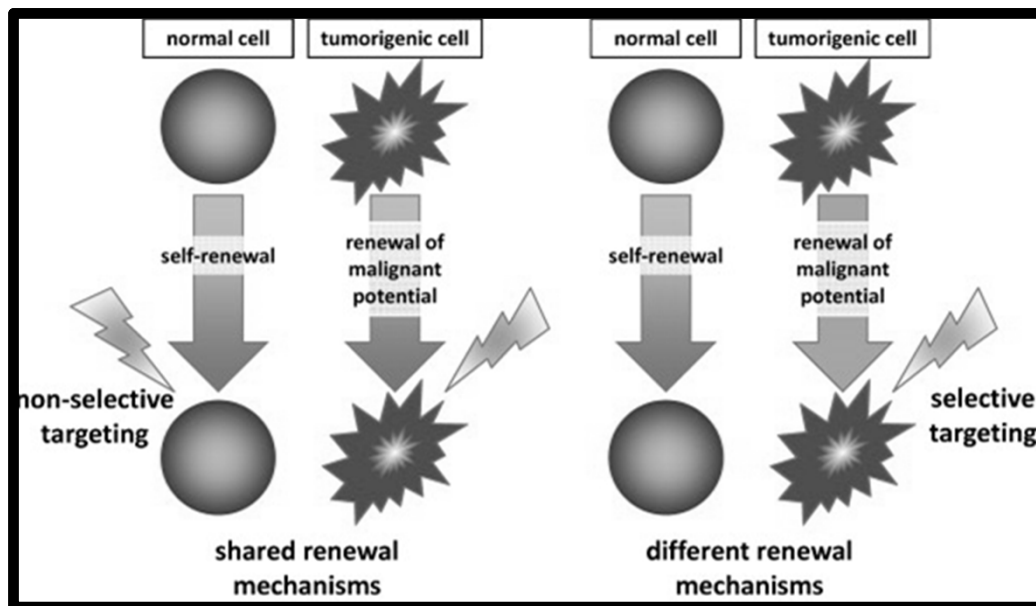 normal cell
tumorigenic cell
normal cell
tumorigenic cell
self-renewal
renewal of
malignant
potential
self-renewal
renewal of
malignant
potential
non-selective
targeting
selective
targeting
shared renewal
mechanisms
different renewal
mechanisms